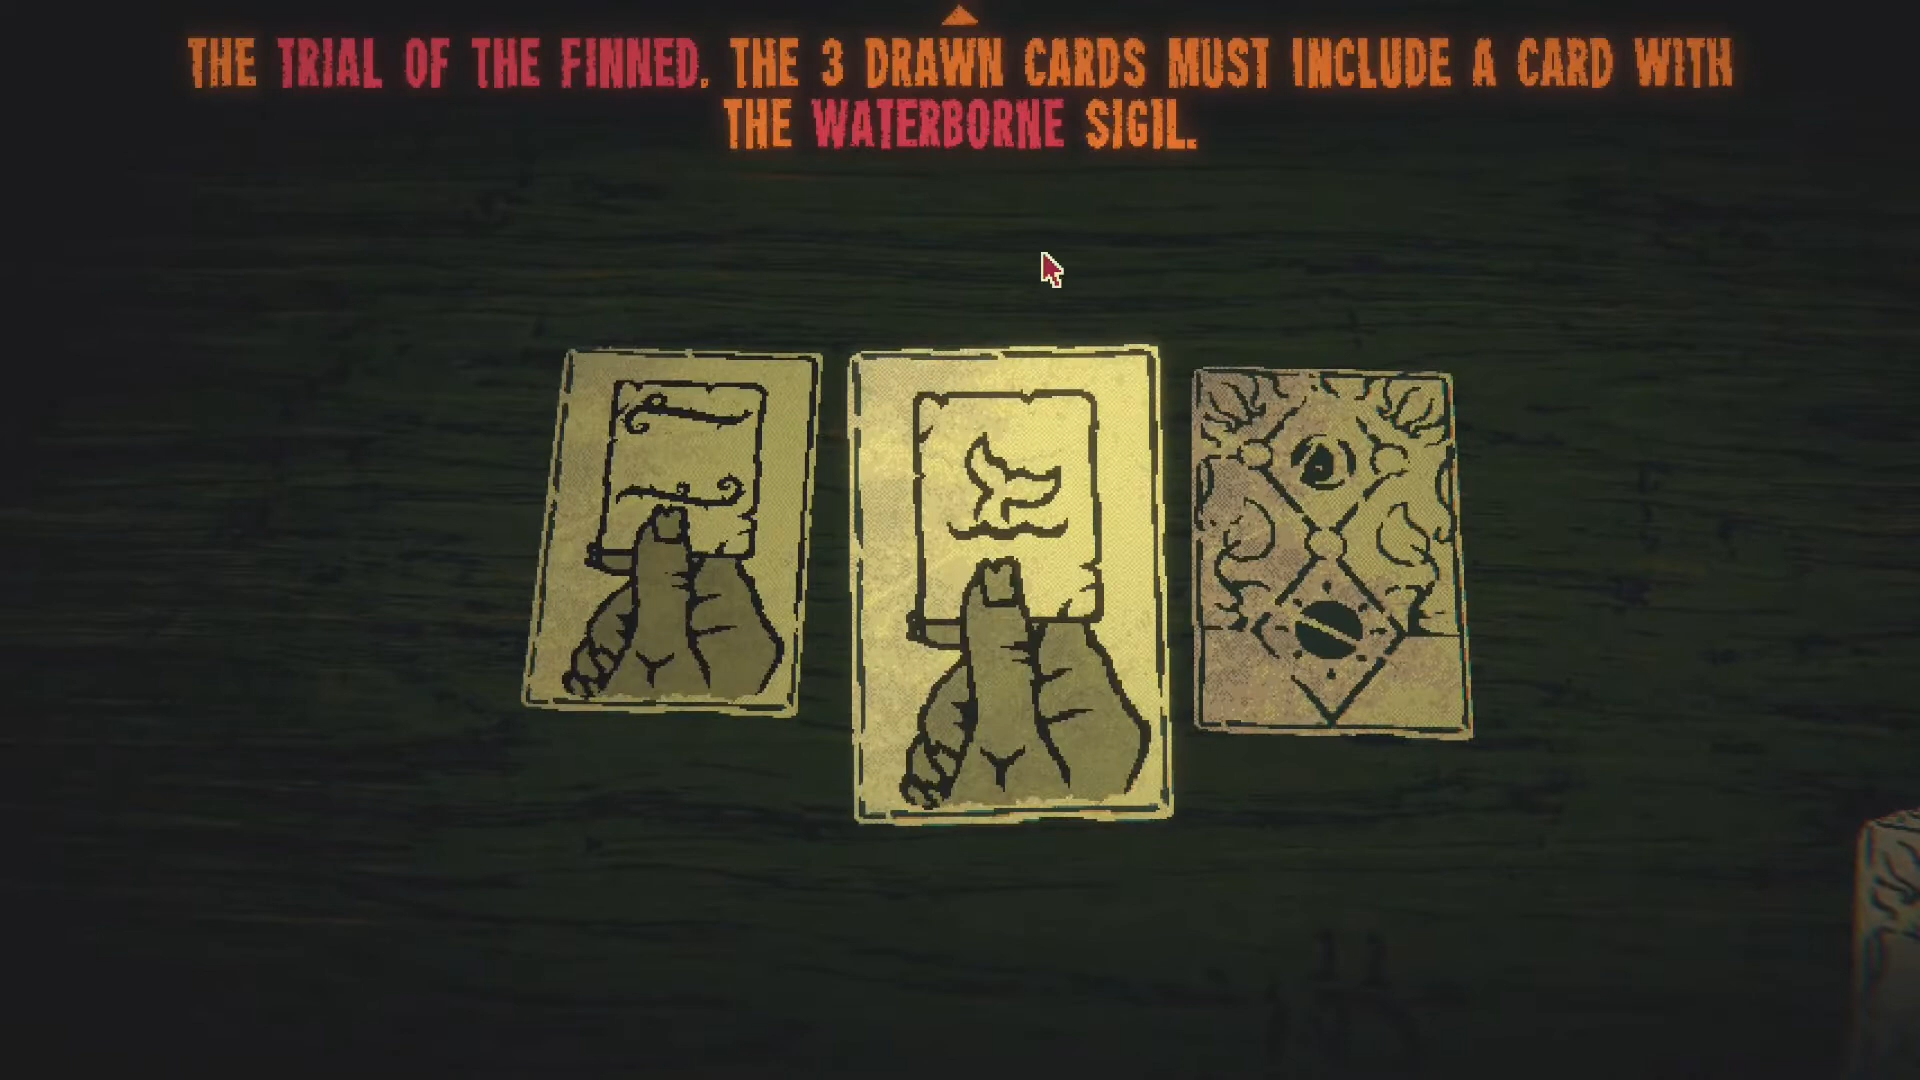 THE TRIAL OF THE FINNED. THE 3 DRAWN CARDS MUST INCLUDE A CARD WITH
THE WATERBORNE SIGIL.